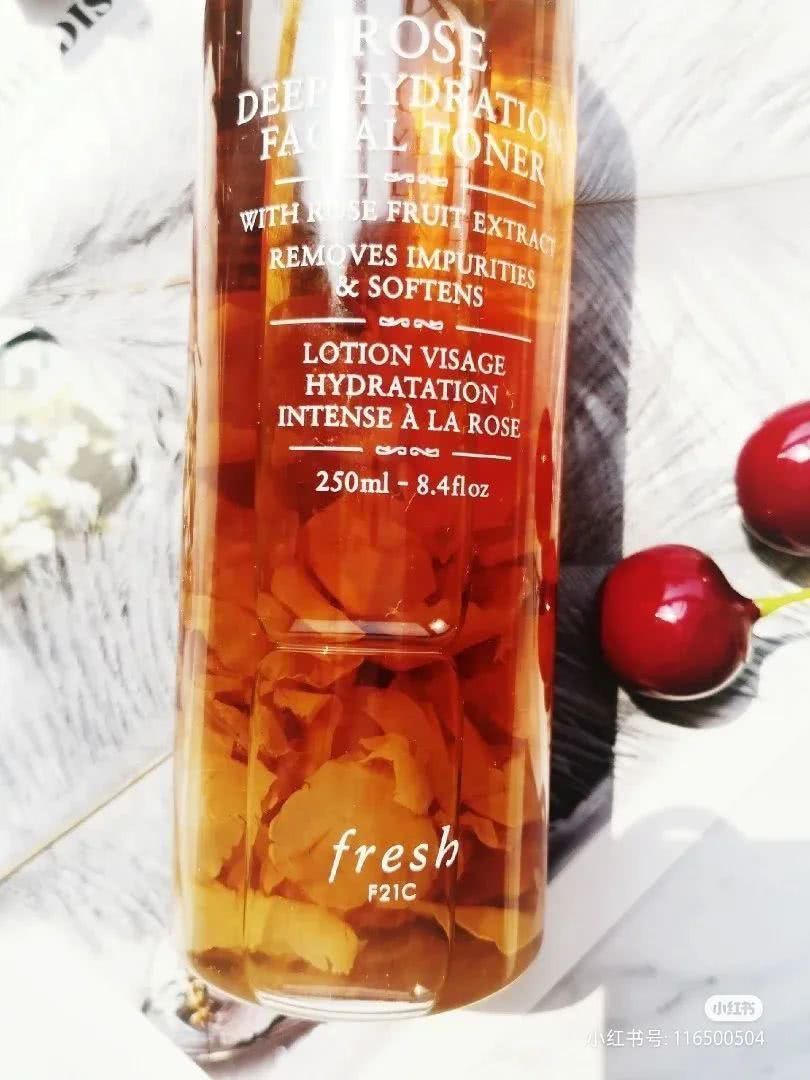 DIS
ROSE
DEEP HYDRATION
FACIAL TONER
WITH ROSE FRUIT EXTRACT
REMOVES IMPURITIES
& SOFTENS
LOTION VISAGE
HYDRATATION
INTENSE À LA ROSE
250ml - 8.4fl oz
fresh
F21C
小红书
小红书号: 116500504